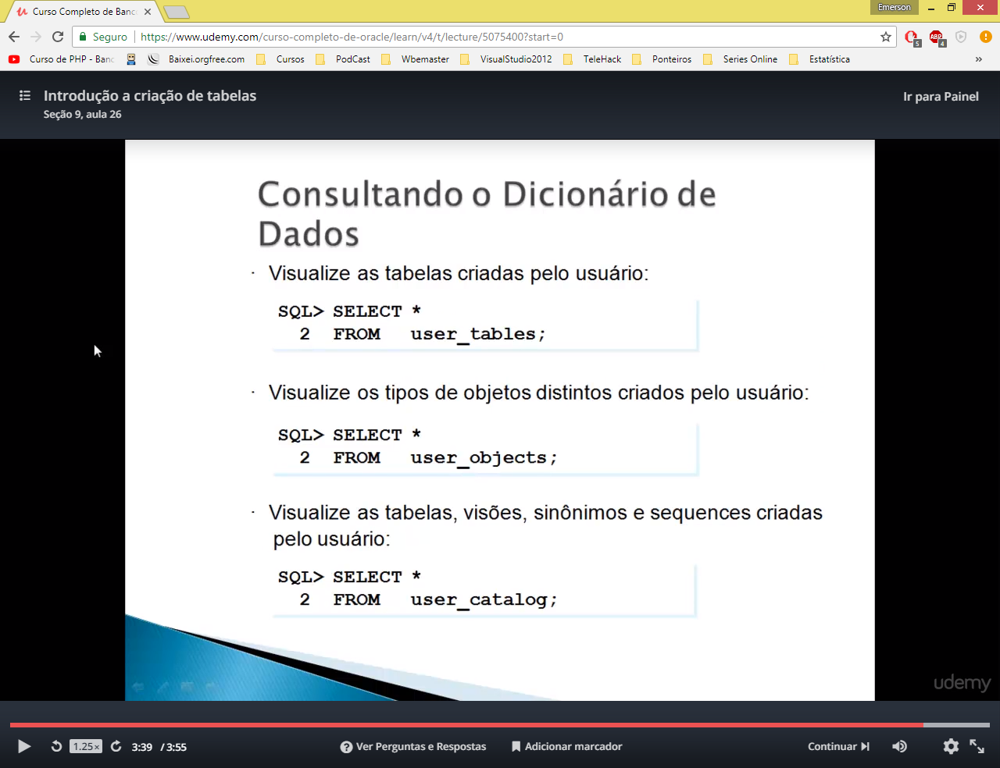 Curso Completo de Banc
Emerson
Seguro
https://www.udemy.com/curso-completo-de-oracle/learn/v4/t/lecture/5075400?start=0
5
ABP
4
Curso de PHP - Banc
Baixei.orgfree.com
Cursos
PodCast
Wbemaster
VisualStudio2012
TeleHack
Ponteiros
Series Online
Estatística
»
Introdução a criação de tabelas
Ir para Painel
Seção 9, aula 26
Consultando o Dicionário de
Dados
· Visualize as tabelas criadas pelo usuário:
SQL> SELECT *
2 FROM user_tables;
· Visualize os tipos de objetos distintos criados pelo usuário:
SQL> SELECT *
2 FROM user_objects;
· Visualize as tabelas, visões, sinônimos e sequences criadas
pelo usuário:
SQL> SELECT *
2 FROM user_catalog;
udemy
1.25x
3:39 / 3:55
Ver Perguntas e Respostas
Adicionar marcador
Continuar